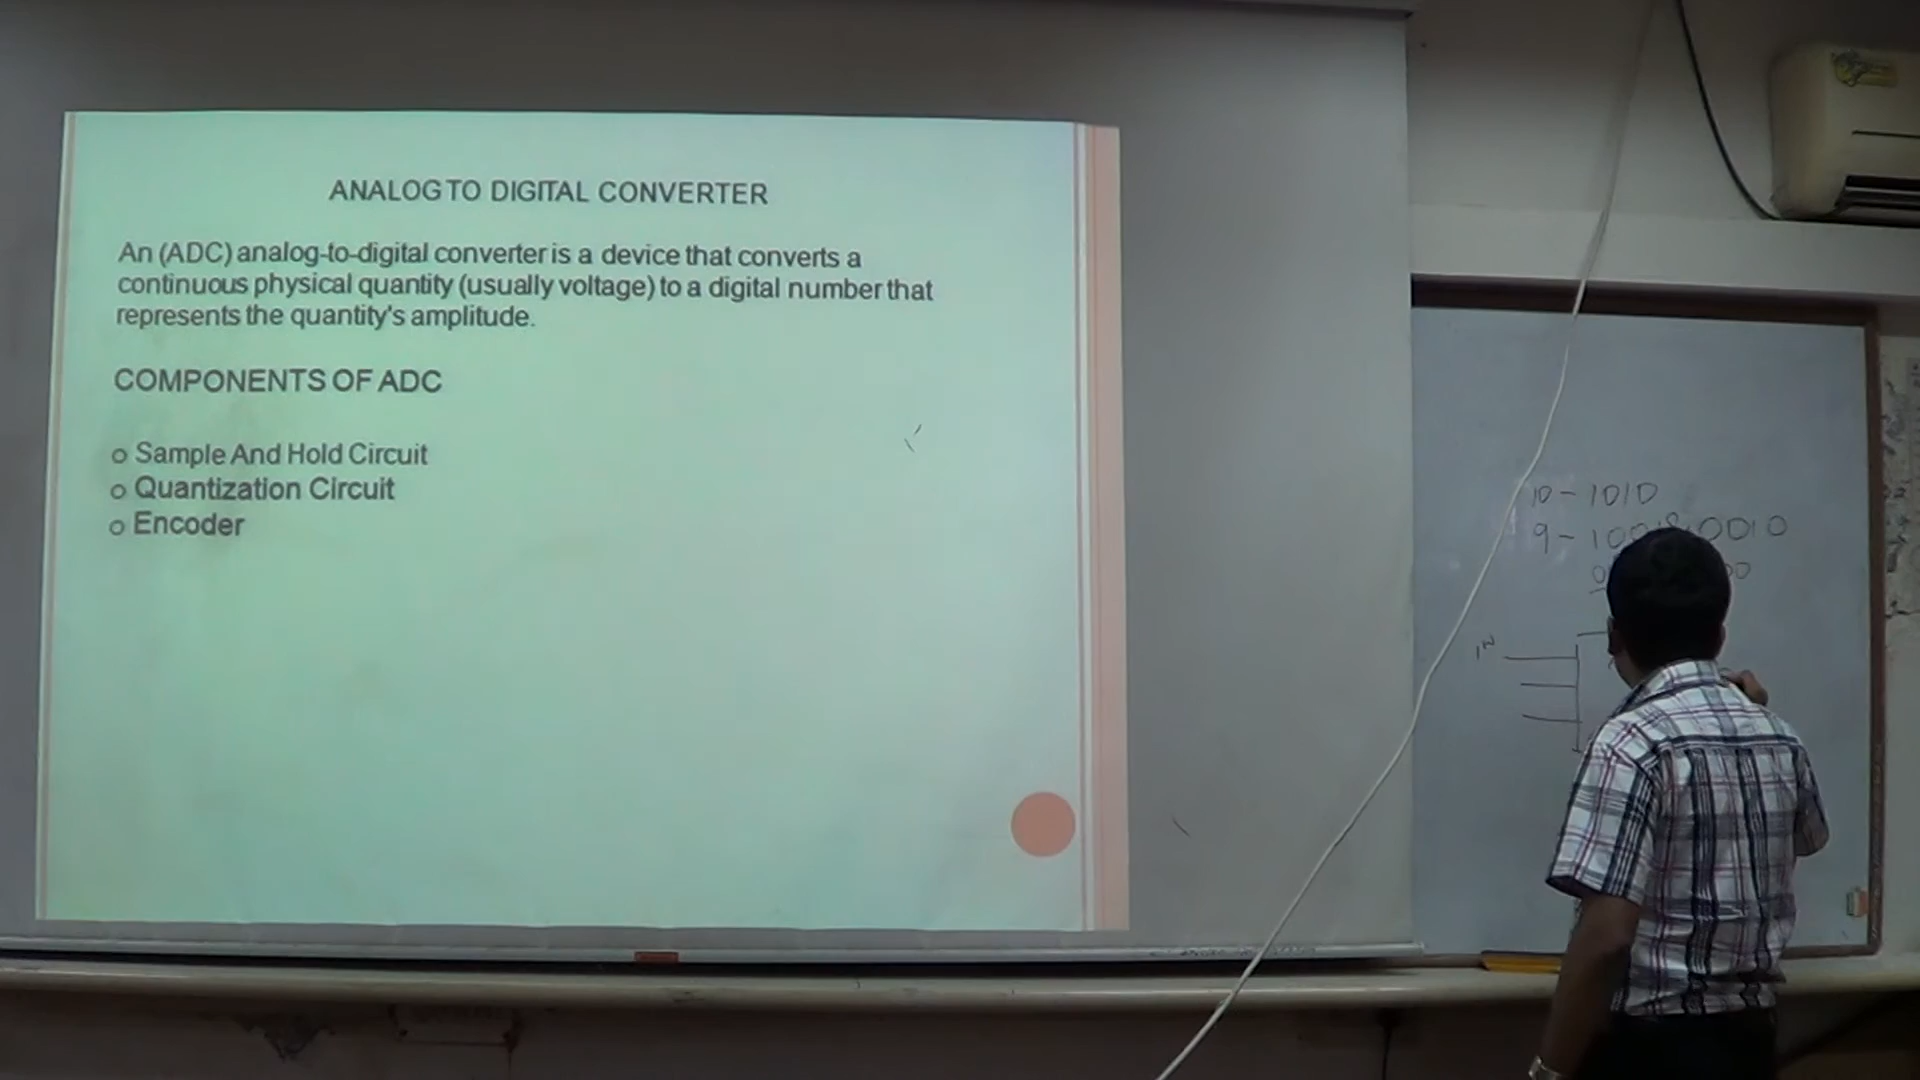 ANALOG TO DIGITAL CONVERTER
An (ADC) analog-to-digital converter is a device that converts a
continuous physical quantity (usually voltage) to a digital number that
represents the quantity's amplitude.
COMPONENTS OF ADC
o Sample And Hold Circuit
o Quantization Circuit
o Encoder
10 - 1010
9 -
IN